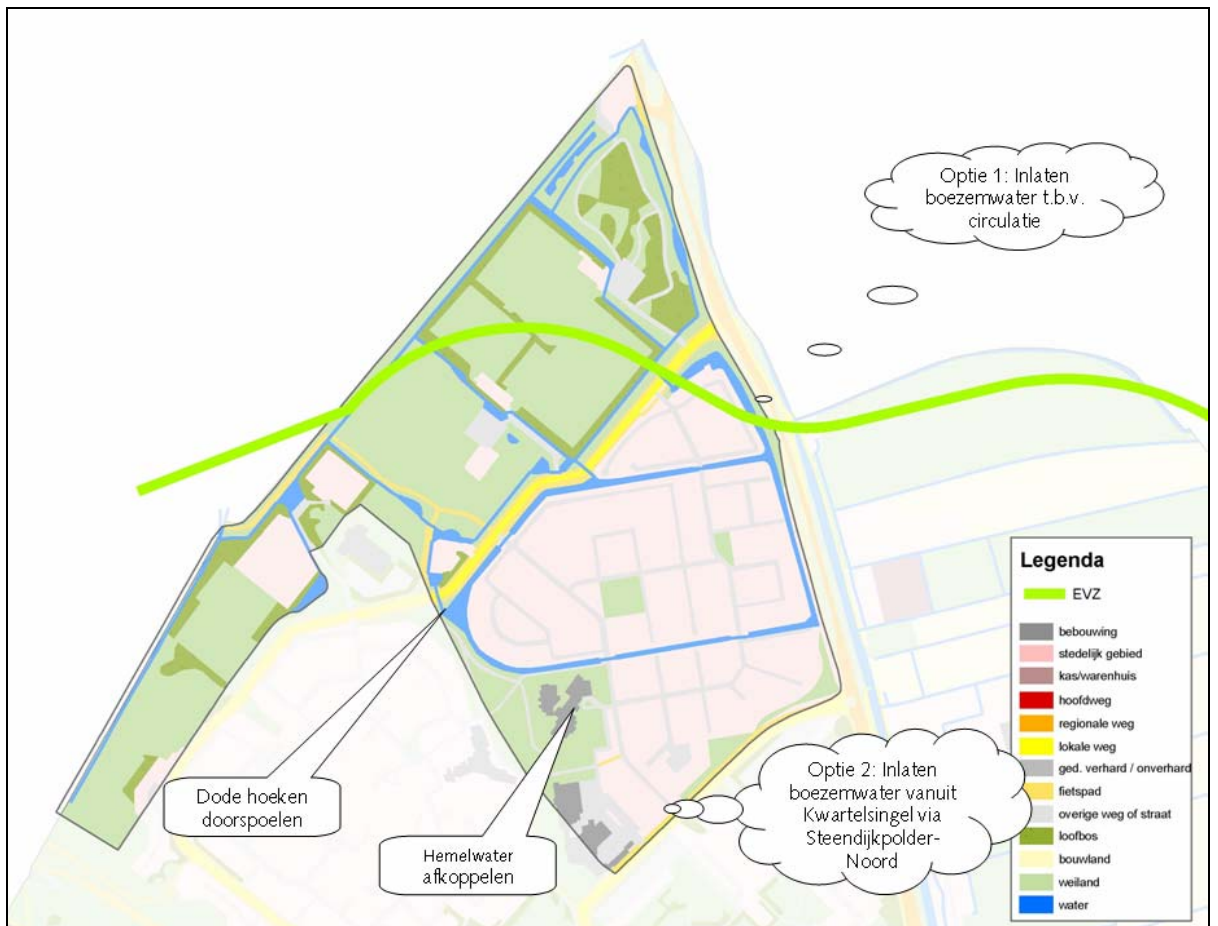 Optie 1: Inlaten
boezemwater t.b.v.
circulatie
Legenda
EVZ
bebouwing
stedelijk gebied
kas/warenhuis
hoofdweg
regionale weg
lokale weg
ged. verhard / onverhard
fietspad
overige weg of straat
loofbos
bouwland
weiland
water
Optie 2: Inlaten
boezemwater vanuit
Kwartelsingel via
Steendijkpolder-
Noord
Dode hoeken
doorspoelen
Hemelwater
afkoppelen